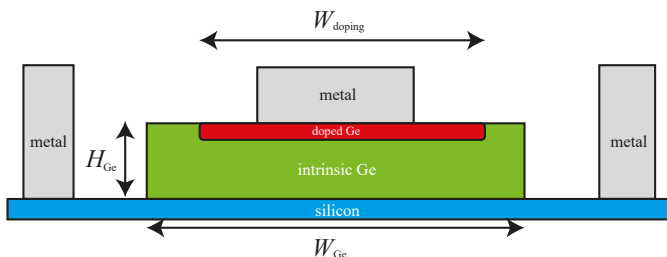 W_doping
metal
metal
metal
doped Ge
H_Ge
intrinsic Ge
silicon
W_Ge